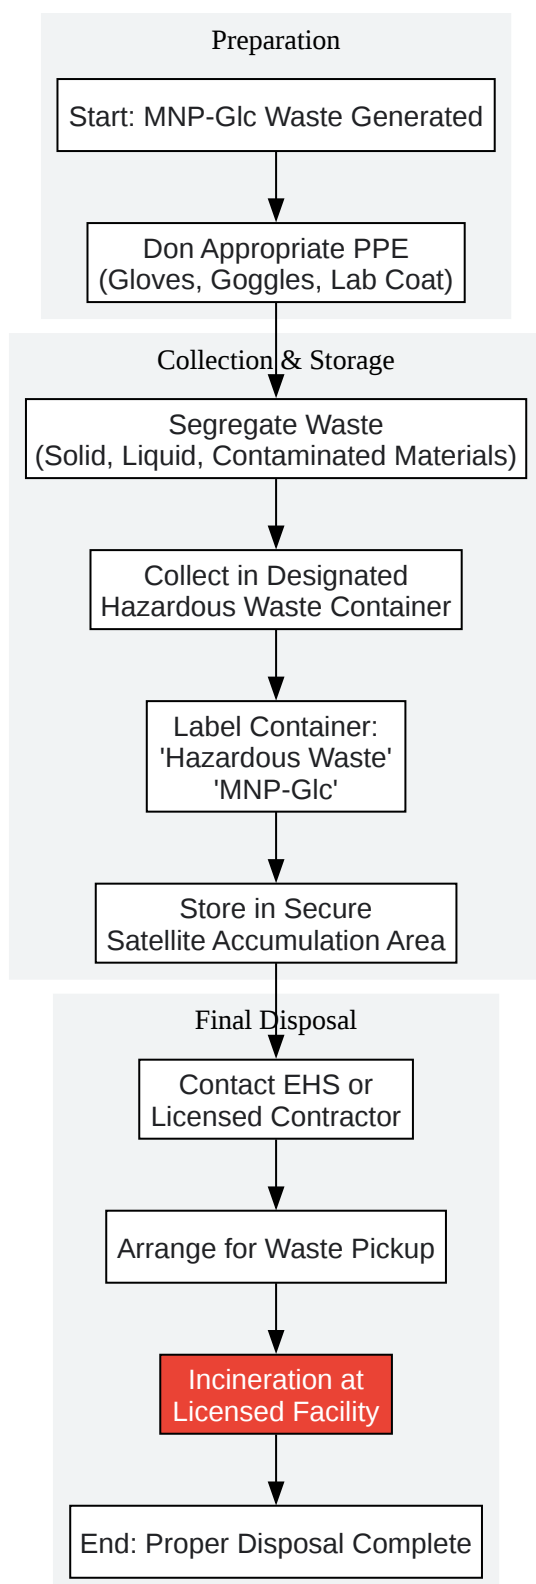 Preparation
Start: MNP-Glc Waste Generated
Don Appropriate PPE
(Gloves, Goggles, Lab Coat)
Collection & Storage
Segregate Waste
(Solid, Liquid, Contaminated Materials)
Collect in Designated
Hazardous Waste Container
Label Container:
'Hazardous Waste'
'MNP-Glc'
Store in Secure
Satellite Accumulation Area
Final Disposal
Contact EHS or
Licensed Contractor
Arrange for Waste Pickup
Incineration at
Licensed Facility
End: Proper Disposal Complete